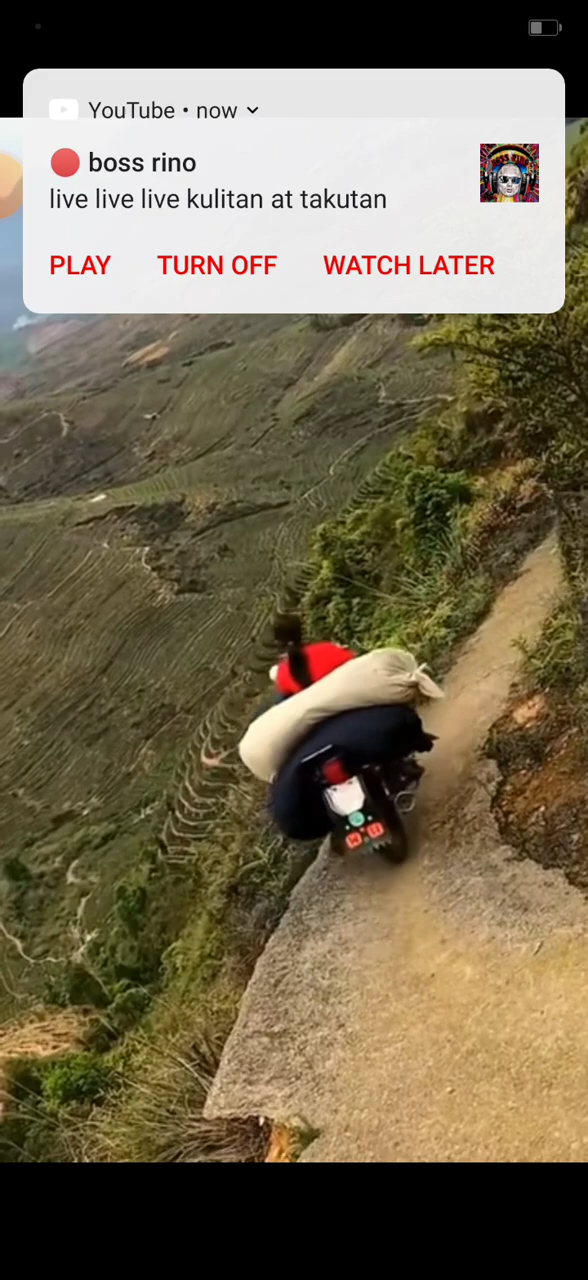 YouTube • now
boss rino
live live live kulitan at takutan
PLAY TURN OFF WATCH LATER